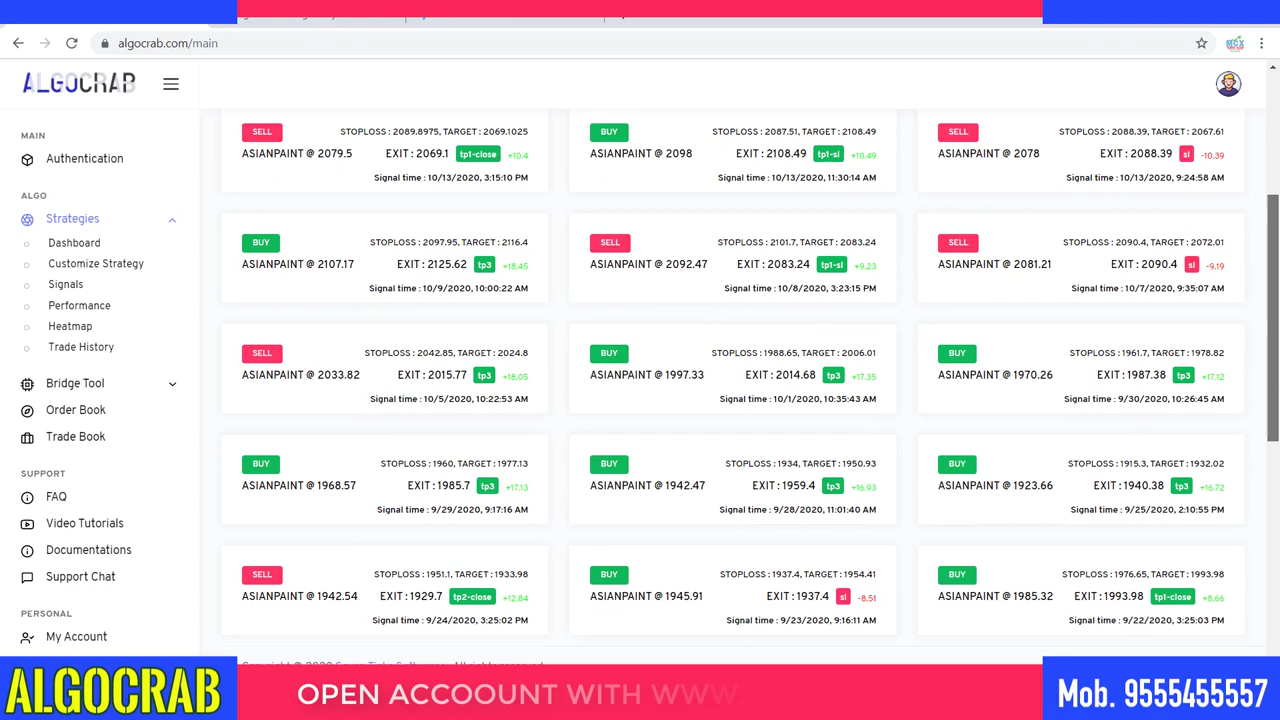 algocrab.com/main
ALGOCRAB
MAIN
Authentication
ALGO
Strategies
Dashboard
Customize Strategy
Signals
Performance
Heatmap
Trade History
Bridge Tool
Order Book
Trade Book
SUPPORT
FAQ
Video Tutorials
Documentations
Support Chat
PERSONAL
My Account
SELL STOPLOSS : 2089.8975, TARGET : 2069.1025
ASIANPAINT @ 2079.5 EXIT : 2069.1 tp1-close +10.4
Signal time : 10/13/2020, 3:15:10 PM
BUY STOPLOSS : 2087.51, TARGET : 2108.49
ASIANPAINT @ 2098 EXIT : 2108.49 tp1-sl +10.49
Signal time : 10/13/2020, 11:30:14 AM
SELL STOPLOSS : 2088.39, TARGET : 2067.61
ASIANPAINT @ 2078 EXIT : 2088.39 sl -10.39
Signal time : 10/13/2020, 9:24:58 AM
BUY STOPLOSS : 2097.95, TARGET : 2116.4
ASIANPAINT @ 2107.17 EXIT : 2125.62 tp3 +18.45
Signal time : 10/9/2020, 10:00:22 AM
SELL STOPLOSS : 2101.7, TARGET : 2083.24
ASIANPAINT @ 2092.47 EXIT : 2083.24 tp1-sl +9.23
Signal time : 10/8/2020, 3:23:15 PM
SELL STOPLOSS : 2090.4, TARGET : 2072.01
ASIANPAINT @ 2081.21 EXIT : 2090.4 sl -9.19
Signal time : 10/7/2020, 9:35:07 AM
SELL STOPLOSS : 2042.85, TARGET : 2024.8
ASIANPAINT @ 2033.82 EXIT : 2015.77 tp3 +18.05
Signal time : 10/5/2020, 10:22:53 AM
BUY STOPLOSS : 1988.65, TARGET : 2006.01
ASIANPAINT @ 1997.33 EXIT : 2014.68 tp3 +17.35
Signal time : 10/1/2020, 10:35:43 AM
BUY STOPLOSS : 1961.7, TARGET : 1978.82
ASIANPAINT @ 1970.26 EXIT : 1987.38 tp3 +17.12
Signal time : 9/30/2020, 10:26:45 AM
BUY STOPLOSS : 1960, TARGET : 1977.13
ASIANPAINT @ 1968.57 EXIT : 1985.7 tp3 +17.13
Signal time : 9/29/2020, 9:17:16 AM
BUY STOPLOSS : 1934, TARGET : 1950.93
ASIANPAINT @ 1942.47 EXIT : 1959.4 tp3 +16.93
Signal time : 9/28/2020, 11:01:40 AM
BUY STOPLOSS : 1915.3, TARGET : 1932.02
ASIANPAINT @ 1923.66 EXIT : 1940.38 tp3 +16.72
Signal time : 9/25/2020, 2:10:55 PM
SELL STOPLOSS : 1951.1, TARGET : 1933.98
ASIANPAINT @ 1942.54 EXIT : 1929.7 tp2-close +12.84
Signal time : 9/24/2020, 3:25:02 PM
BUY STOPLOSS : 1937.4, TARGET : 1954.41
ASIANPAINT @ 1945.91 EXIT : 1937.4 sl -8.51
Signal time : 9/23/2020, 9:16:11 AM
BUY STOPLOSS : 1976.65, TARGET : 1993.98
ASIANPAINT @ 1985.32 EXIT : 1993.98 tp1-close +8.66
Signal time : 9/22/2020, 3:25:03 PM
ALGOCRAB
OPEN ACCOOUNT WITH WWW.
Mob. 9555455557